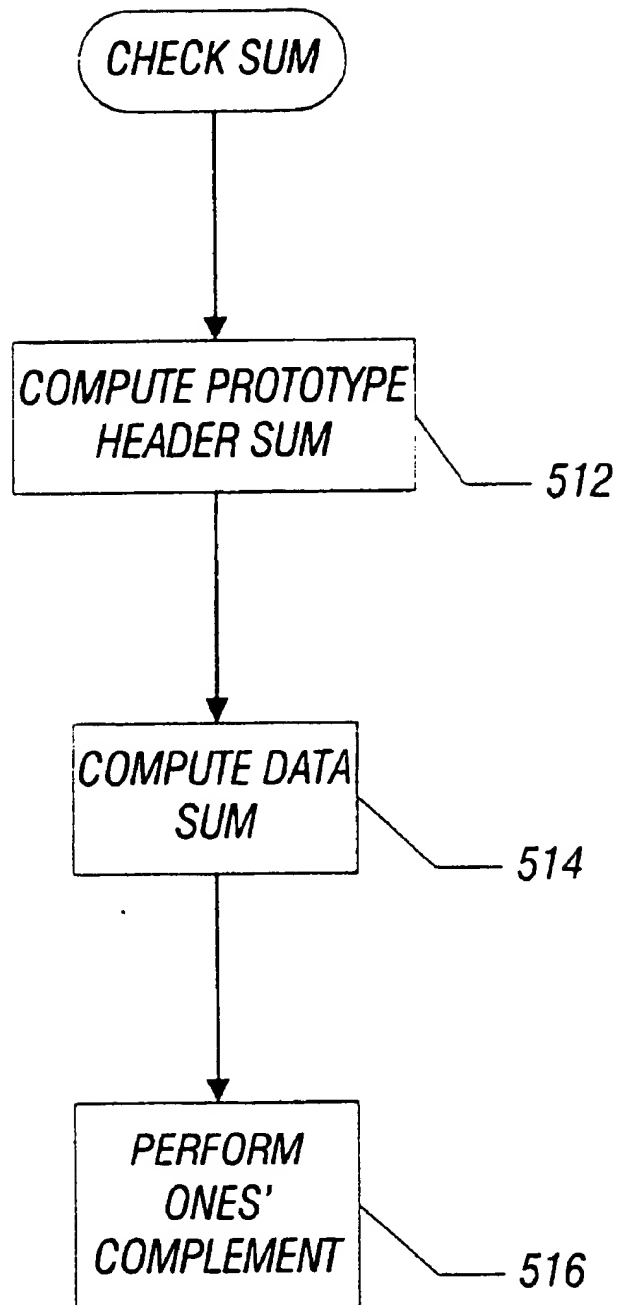 CHECK SUM
COMPUTE PROTOTYPE
HEADER SUM
512
COMPUTE DATA
SUM
514
PERFORM
ONES'
COMPLEMENT
516